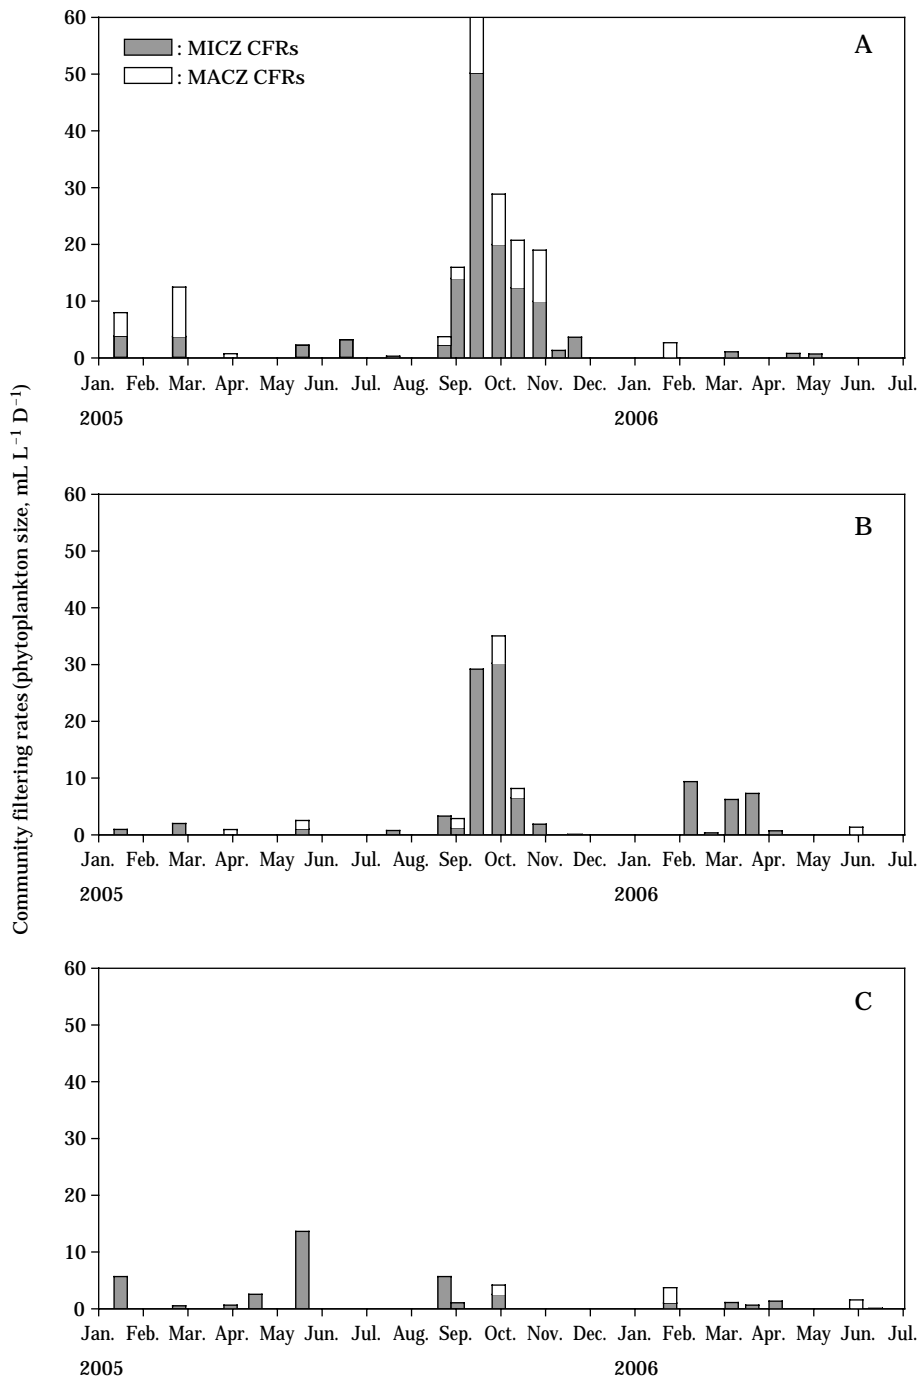 Community filtering rates (phytoplankton size, mL L⁻¹ D⁻¹)
A
: MICZ CFRs
: MACZ CFRs
60
50
40
30
20
10
0
Jan. Feb. Mar. Apr. May Jun. Jul. Aug. Sep. Oct. Nov. Dec. Jan. Feb. Mar. Apr. May Jun. Jul.
2005 2006
B
60
50
40
30
20
10
0
Jan. Feb. Mar. Apr. May Jun. Jul. Aug. Sep. Oct. Nov. Dec. Jan. Feb. Mar. Apr. May Jun. Jul.
2005 2006
C
60
50
40
30
20
10
0
Jan. Feb. Mar. Apr. May Jun. Jul. Aug. Sep. Oct. Nov. Dec. Jan. Feb. Mar. Apr. May Jun. Jul.
2005 2006